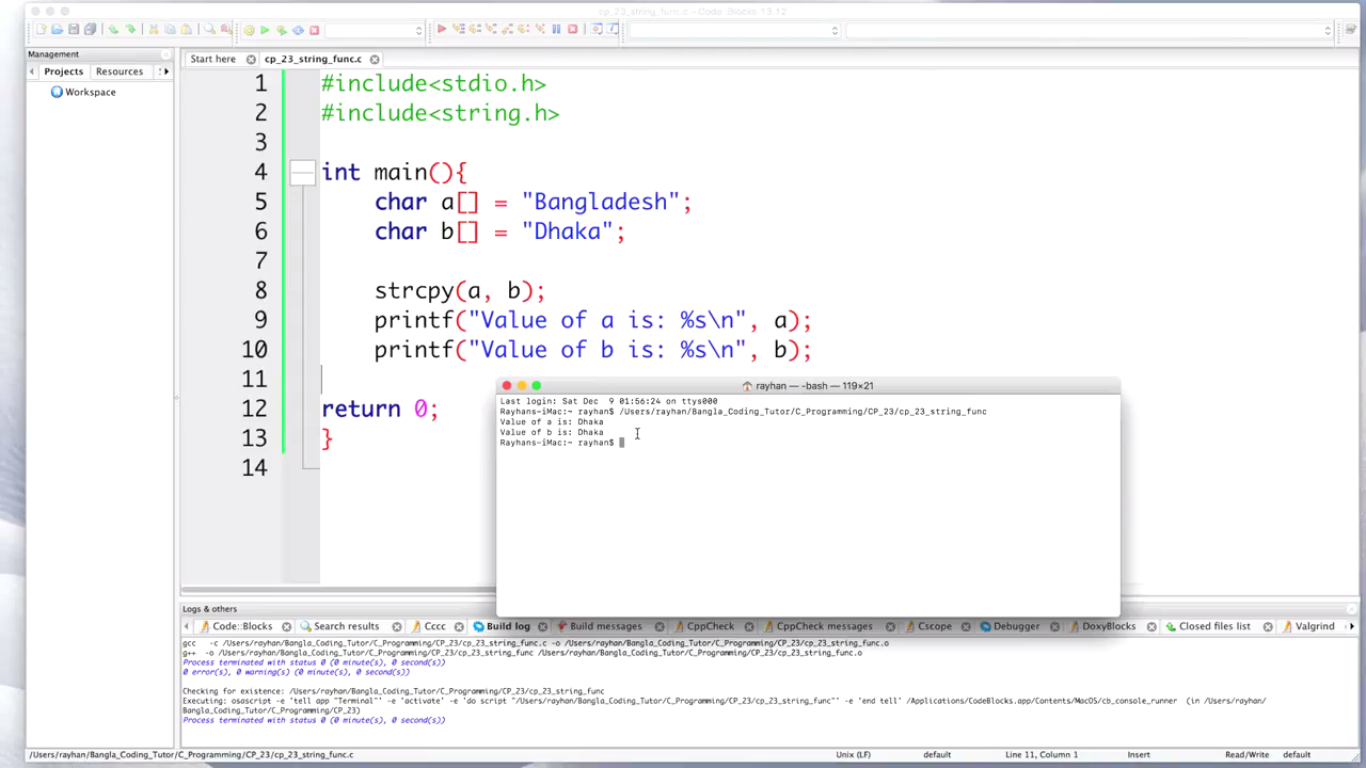 cp_23_string_func.c - Code::Blocks 13.12
Management
Projects Resources
Workspace
Start here cp_23_string_func.c
1 #include<stdio.h>
2 #include<string.h>
3
4 int main(){
5 char a[] = "Bangladesh";
6 char b[] = "Dhaka";
7
8 strcpy(a, b);
9 printf("Value of a is: %s\n", a);
10 printf("Value of b is: %s\n", b);
11
12 return 0;
13 }
14
rayhan — -bash — 119×21
Last login: Sat Dec 9 01:56:24 on ttys000
Rayhans-iMac:~ rayhan$ /Users/rayhan/Bangla_Coding_Tutor/C_Programming/CP_23/cp_23_string_func
Value of a is: Dhaka
Value of b is: Dhaka
Rayhans-iMac:~ rayhan$
Logs & others
Code::Blocks Search results Cccc Build log Build messages CppCheck CppCheck messages Cscope Debugger DoxyBlocks Closed files list Valgrind
gcc -c /Users/rayhan/Bangla_Coding_Tutor/C_Programming/CP_23/cp_23_string_func.c -o /Users/rayhan/Bangla_Coding_Tutor/C_Programming/CP_23/cp_23_string_func.o
g++ -o /Users/rayhan/Bangla_Coding_Tutor/C_Programming/CP_23/cp_23_string_func /Users/rayhan/Bangla_Coding_Tutor/C_Programming/CP_23/cp_23_string_func.o
Process terminated with status 0 (0 minute(s), 0 second(s))
0 error(s), 0 warning(s) (0 minute(s), 0 second(s))
Checking for existence: /Users/rayhan/Bangla_Coding_Tutor/C_Programming/CP_23/cp_23_string_func
Executing: osascript -e 'tell app "Terminal"' -e 'activate' -e 'do script "/Users/rayhan/Bangla_Coding_Tutor/C_Programming/CP_23/cp_23_string_func"' -e 'end tell' /Applications/CodeBlocks.app/Contents/MacOS/cb_console_runner (in /Users/rayhan/
Bangla_Coding_Tutor/C_Programming/CP_23)
Process terminated with status 0 (0 minute(s), 0 second(s))
/Users/rayhan/Bangla_Coding_Tutor/C_Programming/CP_23/cp_23_string_func.c Unix (LF) default Line 11, Column 1 Insert Read/Write default